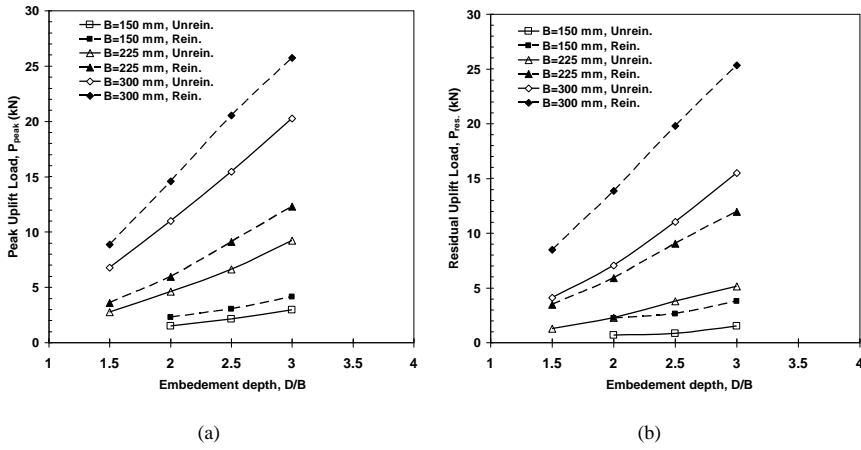 30
25
20
15
10
5
0
Peak Uplift Load, Ppeak (kN)
B=150 mm, Unrein.
B=150 mm, Rein.
B=225 mm, Unrein.
B=225 mm, Rein.
B=300 mm, Unrein.
B=300 mm, Rein.
1 1.5 2 2.5 3 3.5 4
Embedement depth, D/B
(a)
30
25
20
15
10
5
0
Residual Uplift Load, Pres. (kN)
B=150 mm, Unrein.
B=150 mm, Rein.
B=225 mm, Unrein.
B=225 mm, Rein.
B=300 mm, Unrein.
B=300 mm, Rein.
1 1.5 2 2.5 3 3.5 4
Embedement depth, D/B
(b)